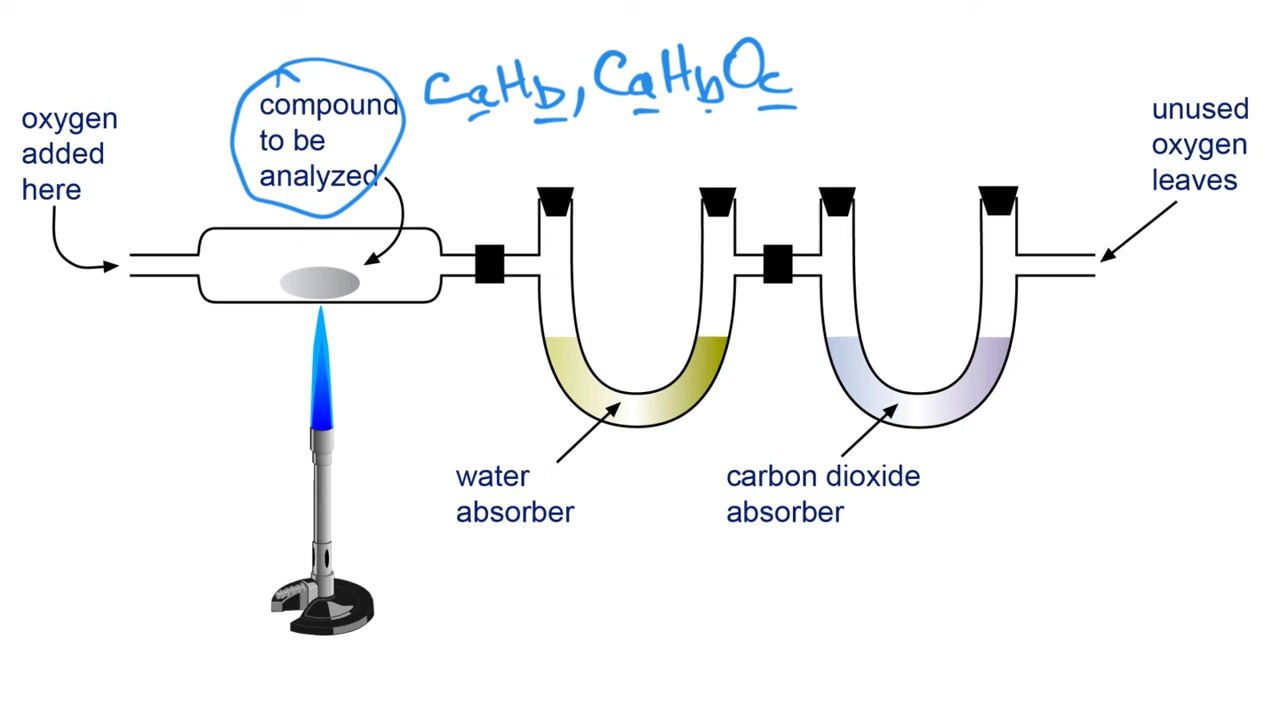 oxygen
added
here
compound
to be
analyzed
CaHb, CaHbOc
unused
oxygen
leaves
water
absorber
carbon dioxide
absorber